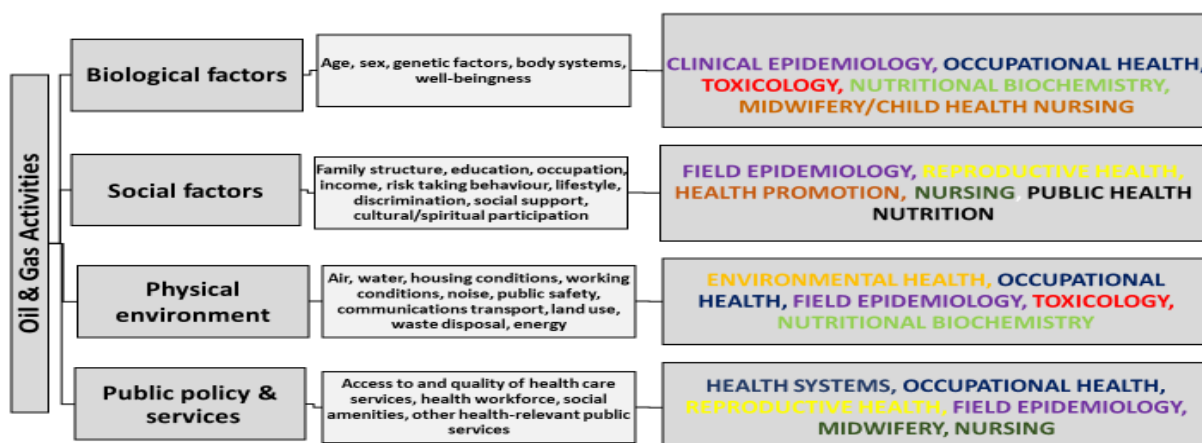 Oil & Gas Activities
Biological factors
Age, sex, genetic factors, body systems,
well-beingness
CLINICAL EPIDEMIOLOGY, OCCUPATIONAL HEALTH,
TOXICOLOGY, NUTRITIONAL BIOCHEMISTRY,
MIDWIFERY/CHILD HEALTH NURSING
Social factors
Family structure, education, occupation,
income, risk taking behaviour, lifestyle,
discrimination, social support,
cultural/spiritual participation
FIELD EPIDEMIOLOGY, REPRODUCTIVE HEALTH,
HEALTH PROMOTION, NURSING, PUBLIC HEALTH
NUTRITION
Physical
environment
Air, water, housing conditions, working
conditions, noise, public safety,
communications transport, land use,
waste disposal, energy
ENVIRONMENTAL HEALTH, OCCUPATIONAL
HEALTH, FIELD EPIDEMIOLOGY, TOXICOLOGY,
NUTRITIONAL BIOCHEMISTRY
Public policy &
services
Access to and quality of health care
services, health workforce, social
amenities, other health-relevant public
services
HEALTH SYSTEMS, OCCUPATIONAL HEALTH,
REPRODUCTIVE HEALTH, FIELD EPIDEMIOLOGY,
MIDWIFERY, NURSING